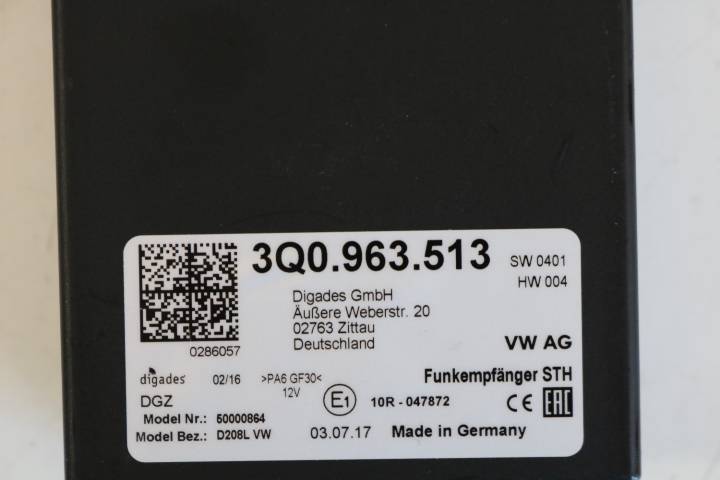 3Q0.963.513 SW 0401
HW 004
Digades GmbH
Äußere Weberstr. 20
02763 Zittau
Deutschland
VW AG
0286057
digades 02/16 >PA6 GF30<
12V
Funkempfänger STH
DGZ
E1 10R - 047872 CE EAC
Model Nr.: 50000864
Model Bez.: D208L VW
03.07.17 Made in Germany